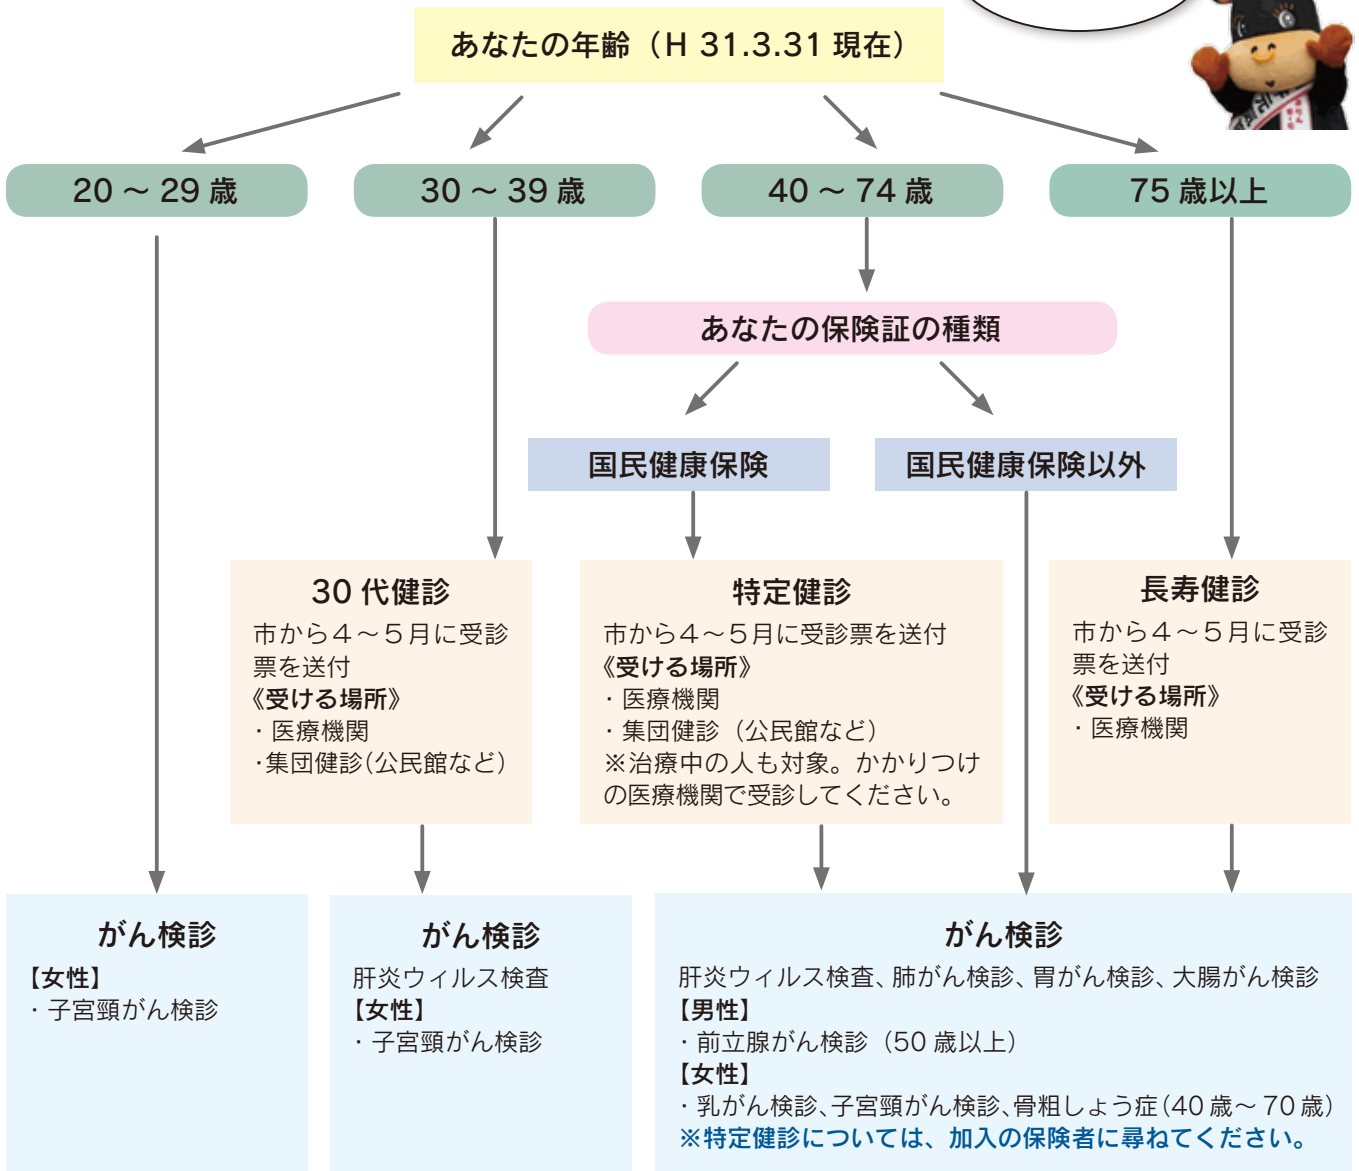 あなたの年齢（H 31.3.31 現在）
20 ～ 29 歳
30 ～ 39 歳
40 ～ 74 歳
75 歳以上
あなたの保険証の種類
国民健康保険
国民健康保険以外
30 代健診
市から４～５月に受診
票を送付
《受ける場所》
・医療機関
・集団健診（公民館など）
特定健診
市から４～５月に受診票を送付
《受ける場所》
・医療機関
・集団健診（公民館など）
※治療中の人も対象。かかりつけ
の医療機関で受診してください。
長寿健診
市から４～５月に受診
票を送付
《受ける場所》
・医療機関
がん検診
【女性】
・子宮頸がん検診
がん検診
肝炎ウィルス検査
【女性】
・子宮頸がん検診
がん検診
肝炎ウィルス検査、肺がん検診、胃がん検診、大腸がん検診
【男性】
・前立腺がん検診（50 歳以上）
【女性】
・乳がん検診、子宮頸がん検診、骨粗しょう症（40 歳～ 70 歳）
※特定健診については、加入の保険者に尋ねてください。